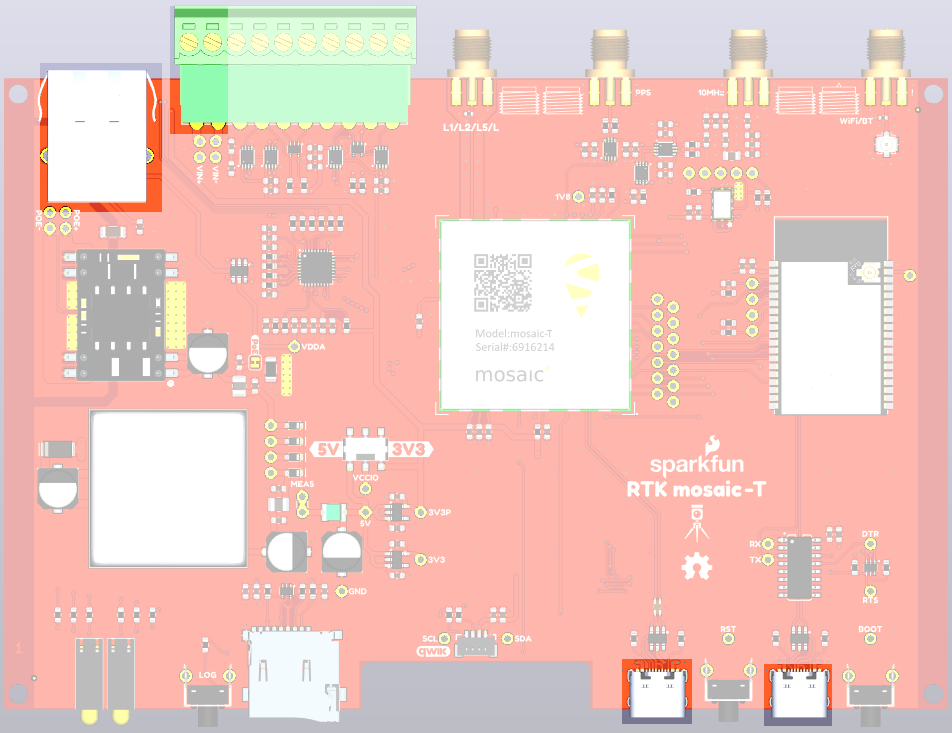 L1/L2/L5/L
PPS
10MHz
WiFi/BT
VIN+
VIN-
POE-
POE+
1V8
Model:mosaic-T
Serial#:6916214
mosaic
VDDA
PoE
5V
3V3
VCCIO
MEAS
5V
3V3P
3V3
GND
sparkfun
RTK mosaic-T
RX
TX
DTR
RTS
RST
BOOT
SCL
SDA
qwiic
LOG
1